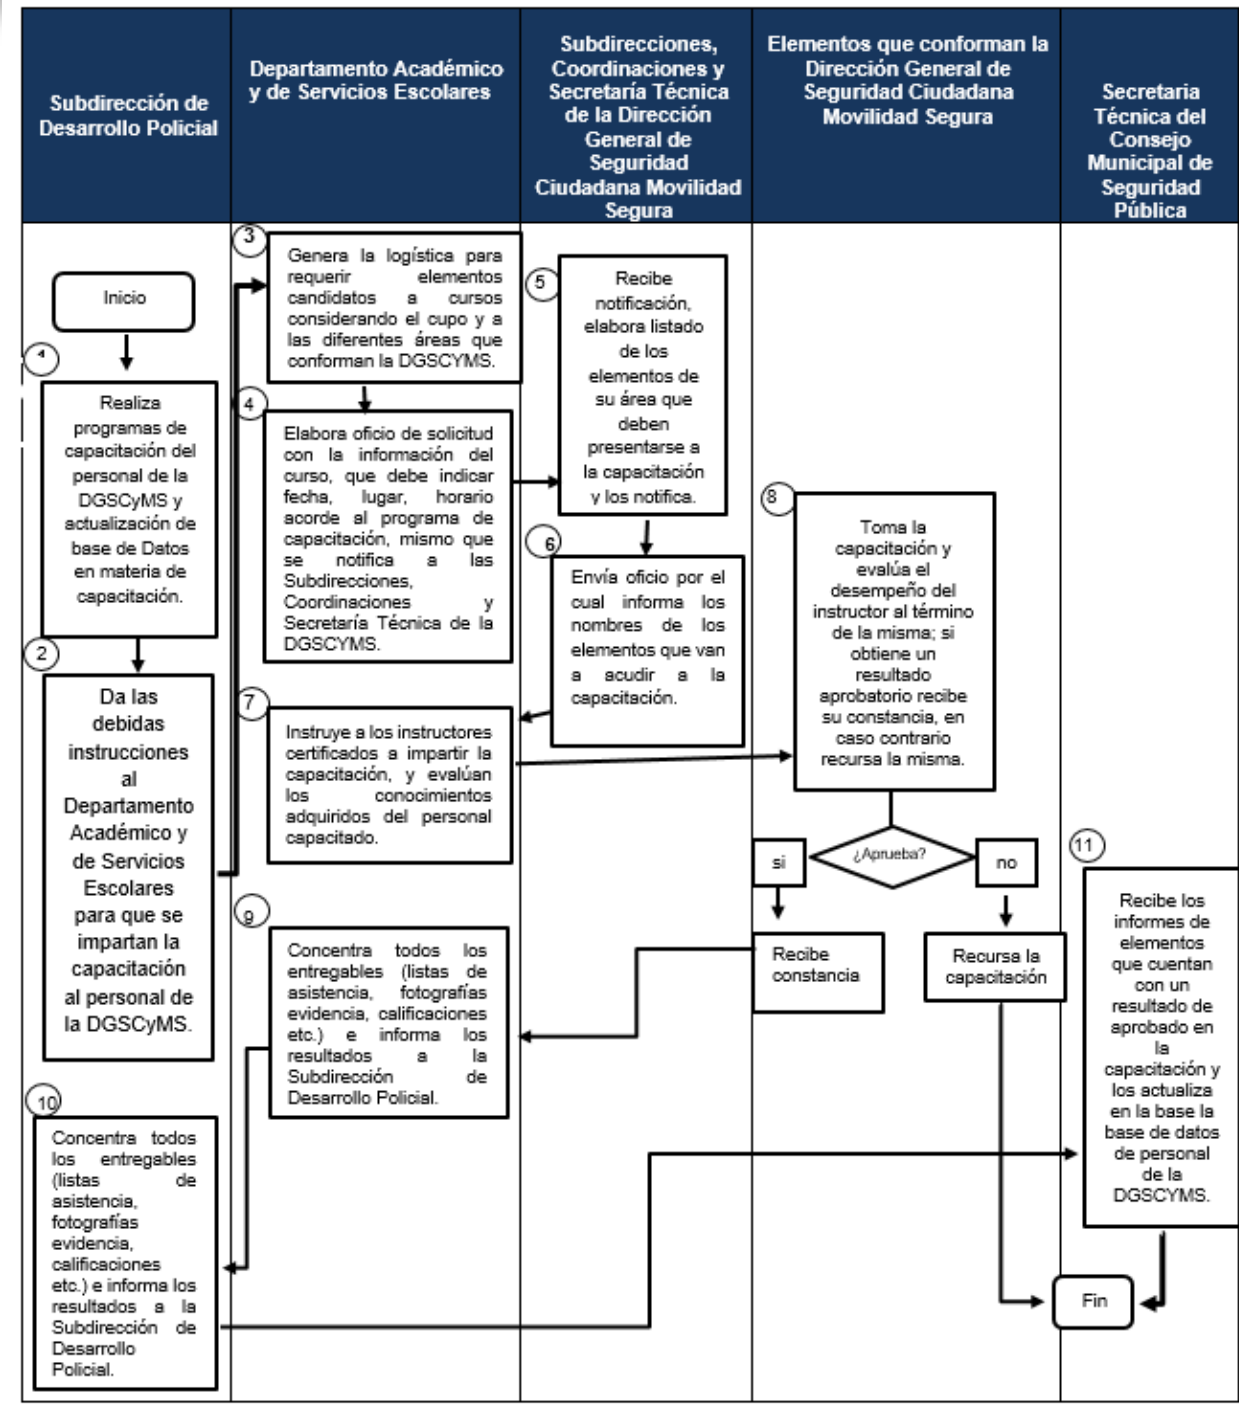 Subdirección de
Desarrollo Policial
Departamento Académico
y de Servicios Escolares
Subdirecciones,
Coordinaciones y
Secretaría Técnica
de la Dirección
General de
Seguridad
Ciudadana Movilidad
Segura
Elementos que conforman la
Dirección General de
Seguridad Ciudadana
Movilidad Segura
Secretaria
Técnica del
Consejo
Municipal de
Seguridad
Pública
Inicio
1
Realiza
programas de
capacitación del
personal de la
DGSCyMS y
actualización de
base de Datos
en materia de
capacitación.
2
Da las
debidas
instrucciones
al
Departamento
Académico y
de Servicios
Escolares
para que se
impartan la
capacitación
al personal de
la DGSCyMS.
3
Genera la logística para
requerir elementos
candidatos a cursos
considerando el cupo y a
las diferentes áreas que
conforman la DGSCYMS.
4
Elabora oficio de solicitud
con la información del
curso, que debe indicar
fecha, lugar, horario
acorde al programa de
capacitación, mismo que
se notifica a las
Subdirecciones,
Coordinaciones y
Secretaría Técnica de la
DGSCYMS.
5
Recibe
notificación,
elabora listado
de los
elementos de
su área que
deben
presentarse a
la capacitación
y los notifica.
6
Envía oficio por el
cual informa los
nombres de los
elementos que van
a acudir a la
capacitación.
7
Instruye a los instructores
certificados a impartir la
capacitación, y evalúan
los conocimientos
adquiridos del personal
capacitado.
8
Toma la
capacitación y
evalúa el
desempeño del
instructor al término
de la misma; si
obtiene un
resultado
aprobatorio recibe
su constancia, en
caso contrario
recursa la misma.
¿Aprueba?
si
no
Recibe
constancia
Recursa la
capacitación
9
Concentra todos los
entregables (listas de
asistencia, fotografías
evidencia, calificaciones
etc.) e informa los
resultados a la
Subdirección de
Desarrollo Policial.
10
Concentra todos
los entregables
(listas de
asistencia,
fotografías
evidencia,
calificaciones
etc.) e informa los
resultados a la
Subdirección de
Desarrollo
Policial.
11
Recibe los
informes de
elementos
que cuentan
con un
resultado de
aprobado en
la
capacitación y
los actualiza
en la base la
base de datos
de personal
de la
DGSCYMS.
Fin